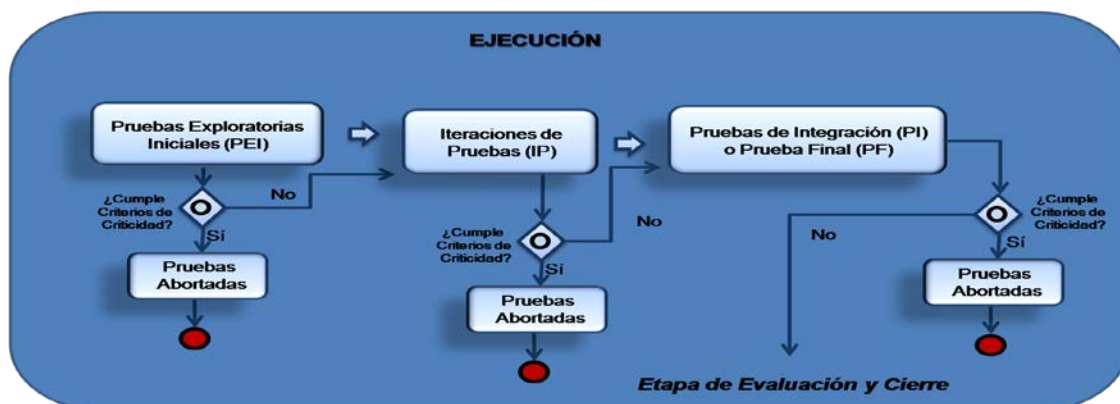 EJECUCIÓN
Pruebas Exploratorias
Iniciales (PEI)
Iteraciones de
Pruebas (IP)
Pruebas de Integración (PI)
o Prueba Final (PF)
¿Cumple
Criterios de
Criticidad?
No
Sí
Pruebas
Abortadas
¿Cumple
Criterios de
Criticidad?
No
Sí
Pruebas
Abortadas
¿Cumple
Criterios de
Criticidad?
No
Sí
Pruebas
Abortadas
Etapa de Evaluación y Cierre